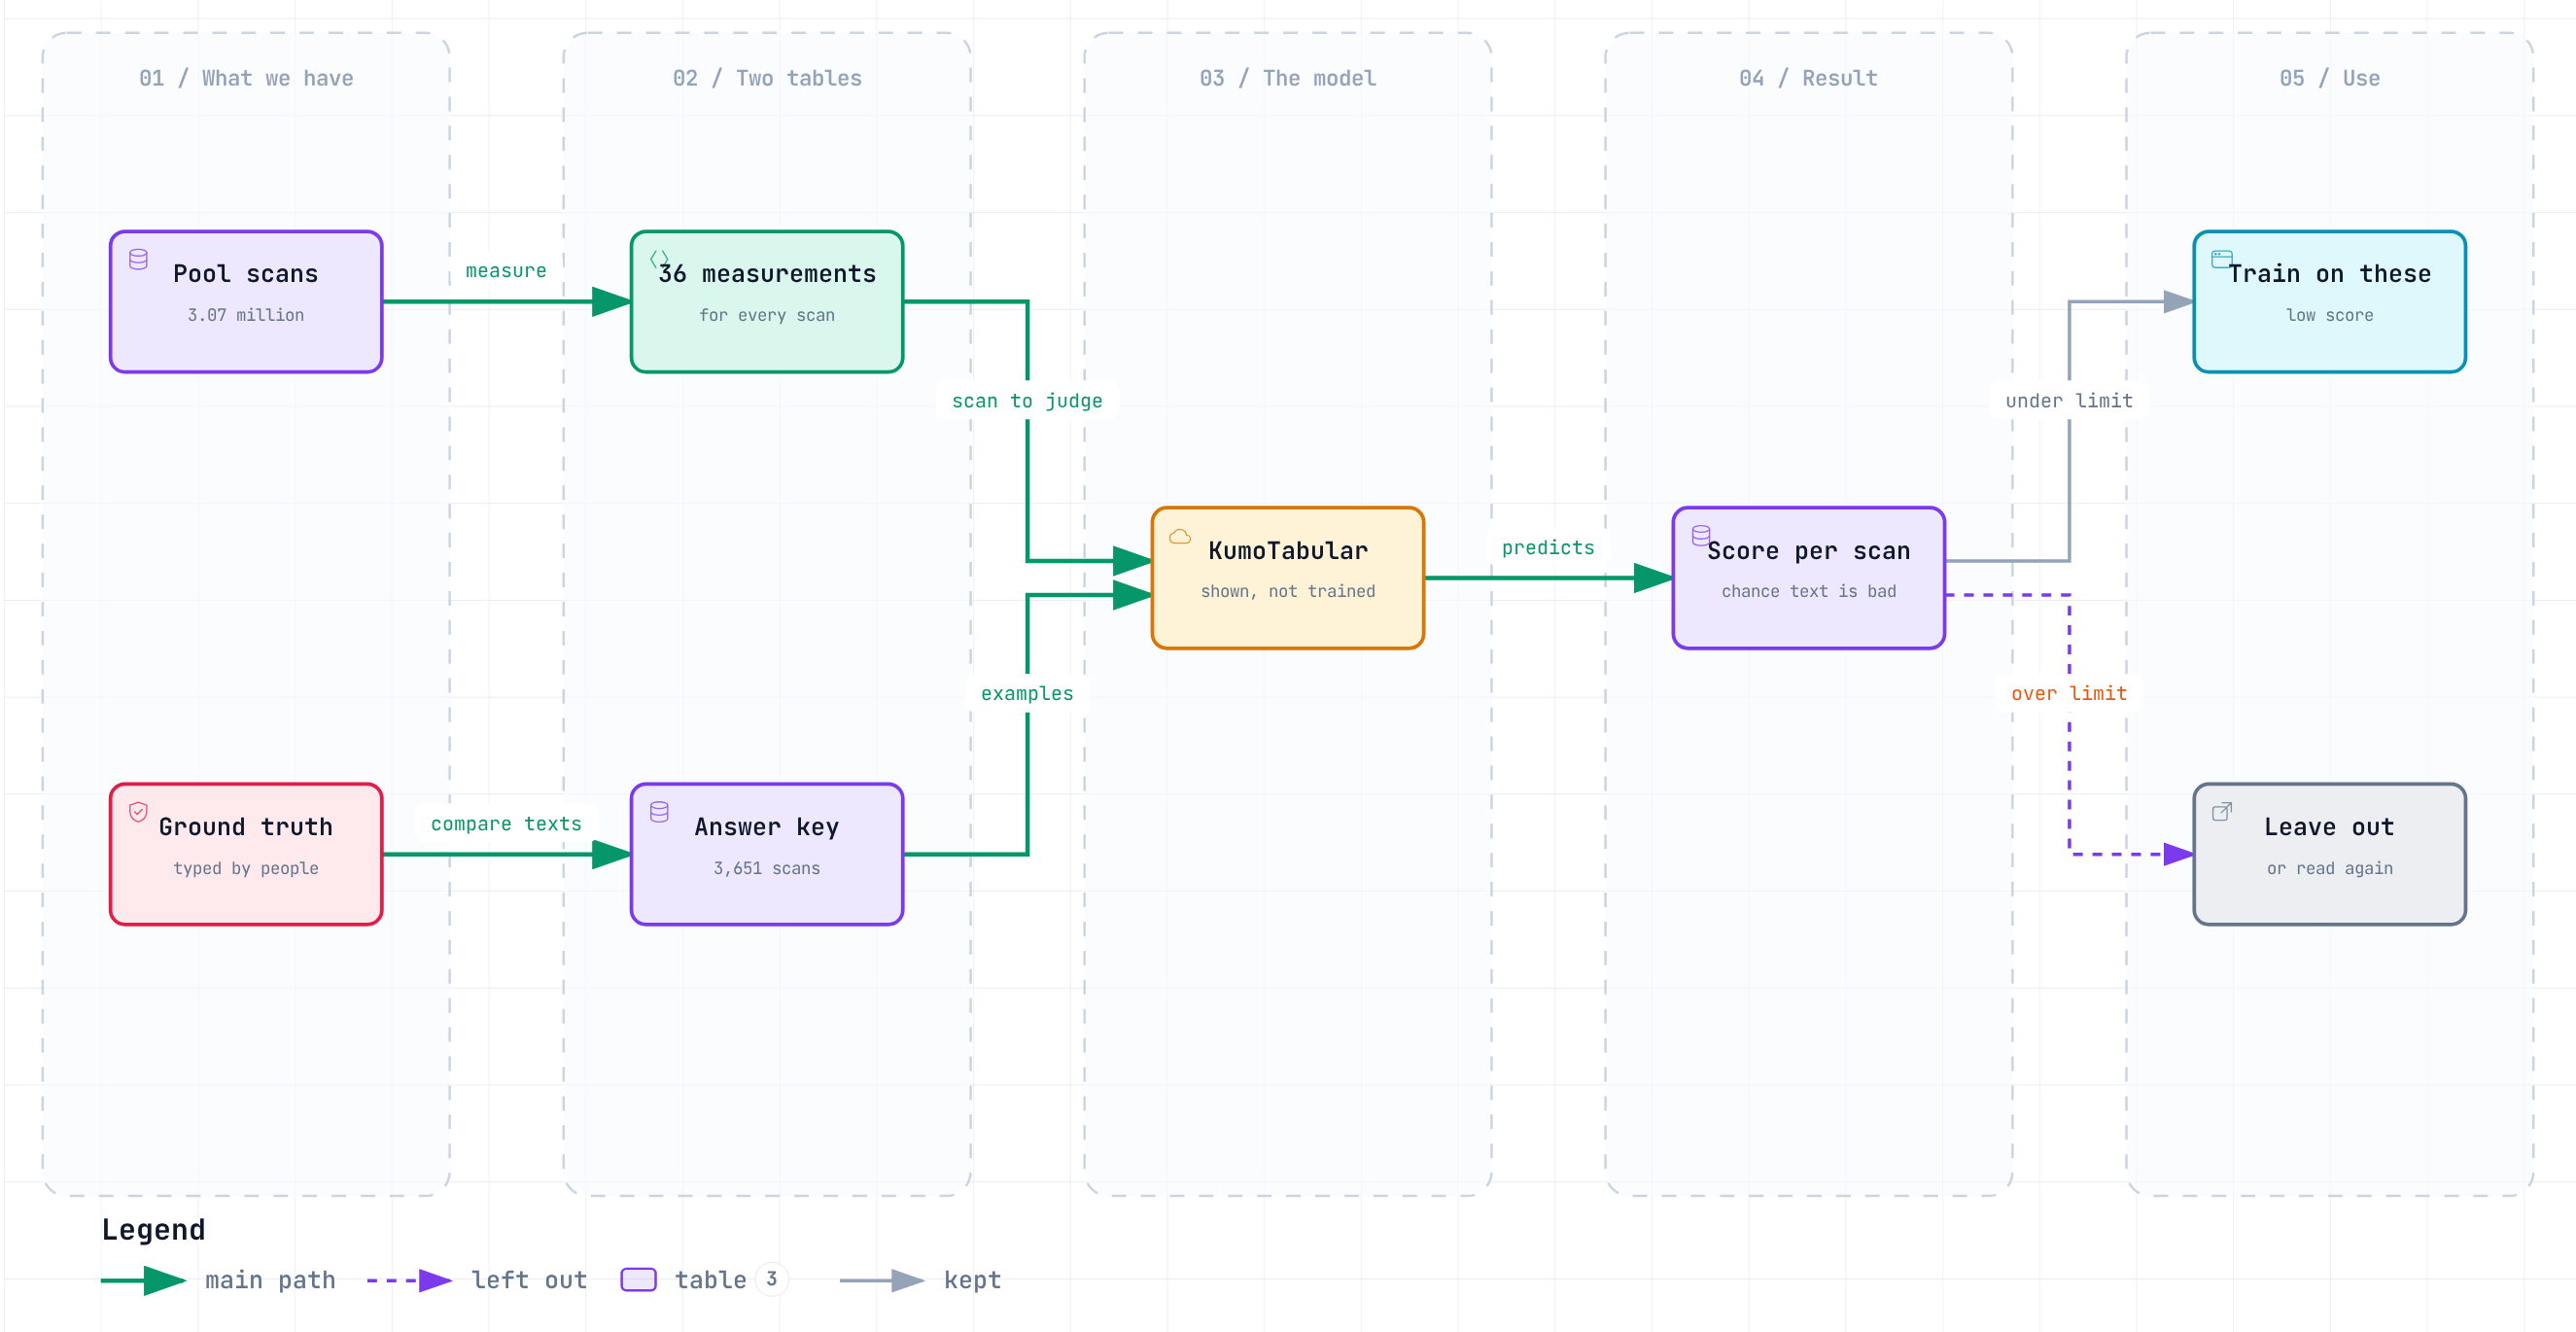 01 / What we have
02 / Two tables
03 / The model
04 / Result
05 / Use
Pool scans
3.07 million
measure
36 measurements
for every scan
scan to judge
Train on these
low score
under limit
KumoTabular
shown, not trained
predicts
Score per scan
chance text is bad
examples
over limit
Ground truth
typed by people
compare texts
Answer key
3,651 scans
Leave out
or read again
Legend
main path
left out
table 3
kept